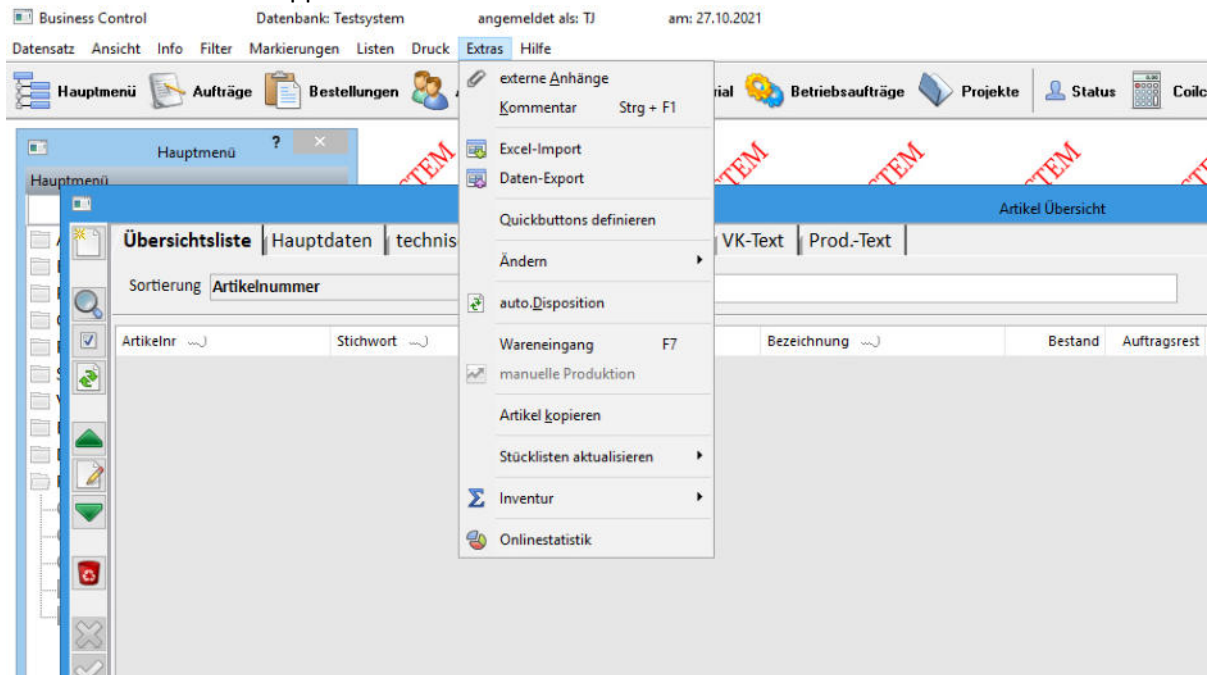 Business Control Datenbank: Testsystem angemeldet als: TJ am: 27.10.2021
Datensatz Ansicht Info Filter Markierungen Listen Druck Extras Hilfe
Hauptmenü Aufträge Bestellungen Betriebsaufträge Projekte Status
externe Anhänge
Kommentar Strg + F1
Excel-Import
Daten-Export
Quickbuttons definieren
Ändern
auto.Disposition
Wareneingang F7
manuelle Produktion
Artikel kopieren
Stücklisten aktualisieren
Inventur
Onlinestatistik
Hauptmenü ?
Hauptmenü
Artikel Übersicht
Übersichtsliste Hauptdaten VK-Text Prod.-Text
Sortierung Artikelnummer
Artikelnr Stichwort Bezeichnung Bestand Auftragsrest